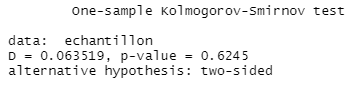 One-sample Kolmogorov-Smirnov test
data:  echantillon
D = 0.063519, p-value = 0.6245
alternative hypothesis: two-sided